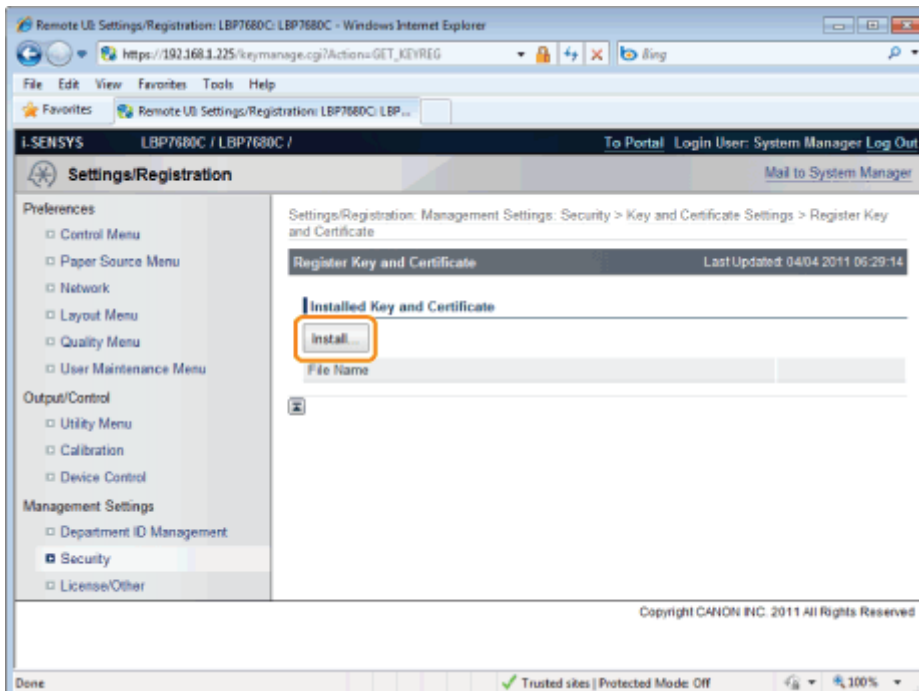 Remote UI: Settings/Registration: LBP7680C: LBP7680C - Windows Internet Explorer
https://192.168.1.225/keymanage.cgi?Action=GET_KEYREG
Bing
File Edit View Favorites Tools Help
Favorites Remote UI: Settings/Registration: LBP7680C: LBP...
i-SENSYS LBP7680C / LBP7680C / To Portal Login User: System Manager Log Out
Settings/Registration Mail to System Manager
Preferences
Control Menu
Paper Source Menu
Network
Layout Menu
Quality Menu
User Maintenance Menu
Output/Control
Utility Menu
Calibration
Device Control
Management Settings
Department ID Management
Security
License/Other
Settings/Registration: Management Settings: Security > Key and Certificate Settings > Register Key
and Certificate
Register Key and Certificate Last Updated: 04/04 2011 06:29:14
Installed Key and Certificate
Install...
File Name
Copyright CANON INC. 2011 All Rights Reserved
Done Trusted sites | Protected Mode: Off 100%